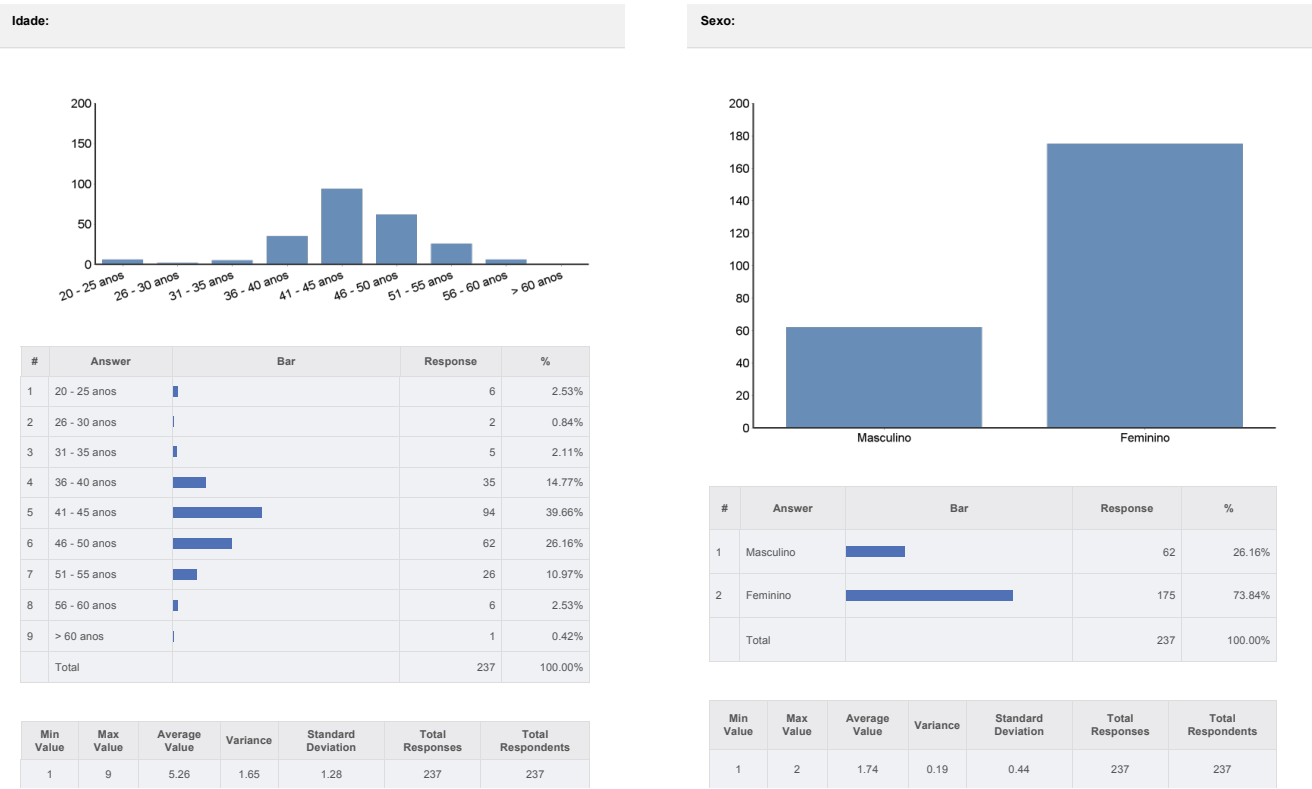 Idade:
200
150
100
50
0
20 - 25 anos
26 - 30 anos
31 - 35 anos
36 - 40 anos
41 - 45 anos
46 - 50 anos
51 - 55 anos
56 - 60 anos
> 60 anos
# Answer Bar Response %
1 20 - 25 anos 6 2.53%
2 26 - 30 anos 2 0.84%
3 31 - 35 anos 5 2.11%
4 36 - 40 anos 35 14.77%
5 41 - 45 anos 94 39.66%
6 46 - 50 anos 62 26.16%
7 51 - 55 anos 26 10.97%
8 56 - 60 anos 6 2.53%
9 > 60 anos 1 0.42%
Total 237 100.00%
Min Value Max Value Average Value Variance Standard Deviation Total Responses Total Respondents
1 9 5.26 1.65 1.28 237 237
Sexo:
200
180
160
140
120
100
80
60
40
20
0
Masculino Feminino
# Answer Bar Response %
1 Masculino 62 26.16%
2 Feminino 175 73.84%
Total 237 100.00%
Min Value Max Value Average Value Variance Standard Deviation Total Responses Total Respondents
1 2 1.74 0.19 0.44 237 237